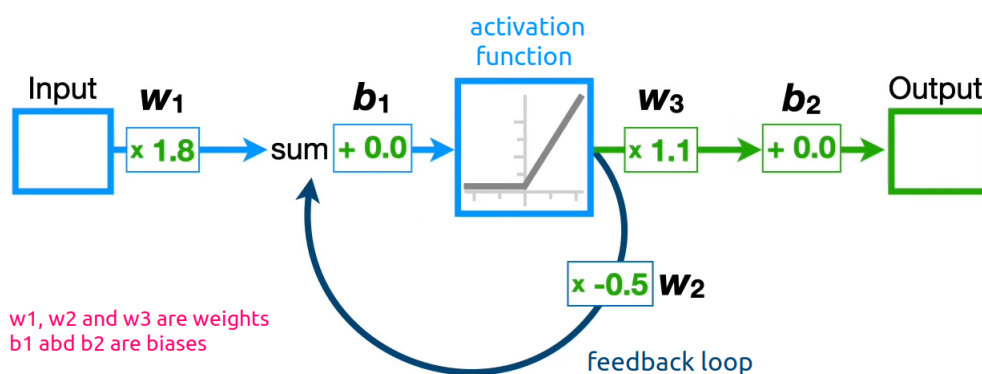 activation
function
Input
w1
b1
w3
b2
Output
x 1.8
sum
+ 0.0
x 1.1
+ 0.0
x -0.5
w2
w1, w2 and w3 are weights
b1 abd b2 are biases
feedback loop